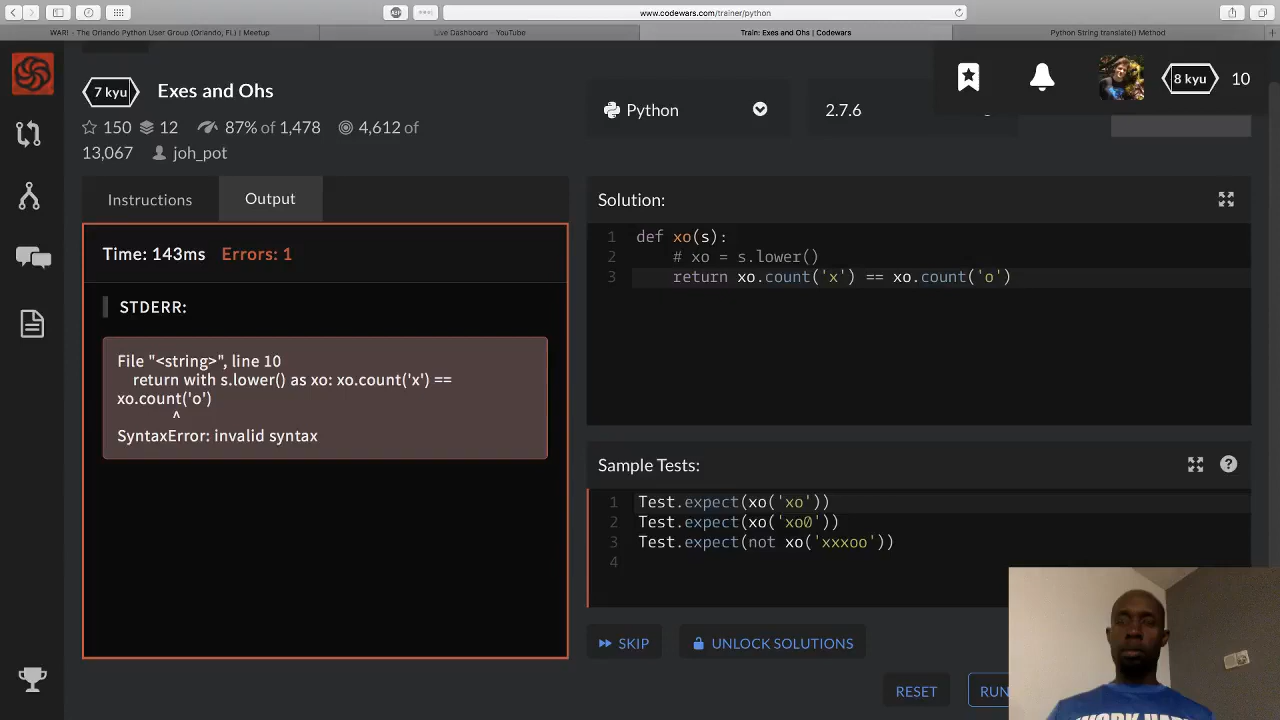 www.codewars.com/trainer/python
WARI - The Orlando Python User Group (Orlando, FL) | Meetup
Live Dashboard - YouTube
Train: Exes and Ohs | Codewars
Python String translate() Method
7 kyu
Exes and Ohs
8 kyu
10
150
12
87% of 1,478
4,612 of
13,067
joh_pot
Python
2.7.6
Instructions
Output
Time: 143ms
Errors: 1
STDERR:
File "<string>", line 10
return with s.lower() as xo: xo.count('x') ==
xo.count('o')
^
SyntaxError: invalid syntax
Solution:
1 def xo(s):
2 # xo = s.lower()
3 return xo.count('x') == xo.count('o')
Sample Tests:
1 Test.expect(xo('xo'))
2 Test.expect(xo('xo0'))
3 Test.expect(not xo('xxxoo'))
4
SKIP
UNLOCK SOLUTIONS
RESET
RUN